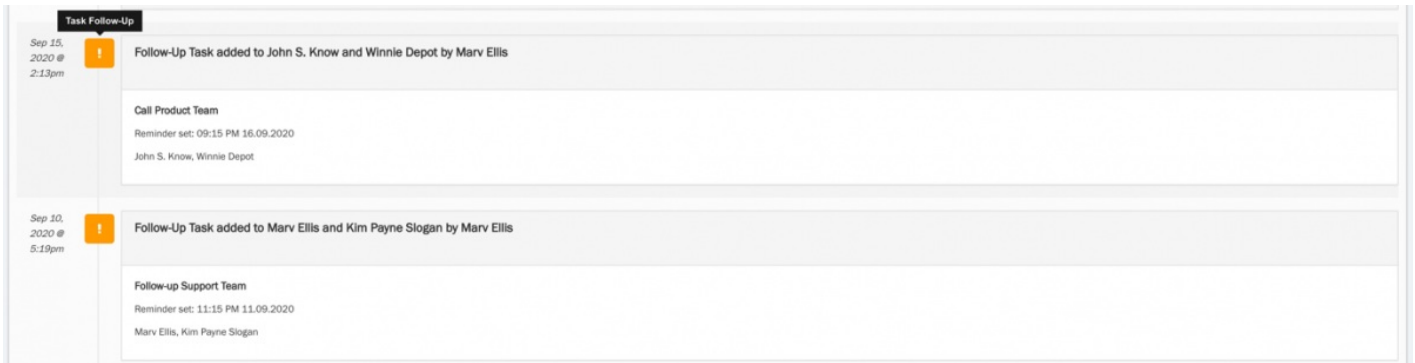 Task Follow-Up
Sep 15,
2020 @
2:13pm
!
Follow-Up Task added to John S. Know and Winnie Depot by Marv Ellis
Call Product Team
Reminder set: 09:15 PM 16.09.2020
John S. Know, Winnie Depot
Sep 10,
2020 @
5:19pm
!
Follow-Up Task added to Marv Ellis and Kim Payne Slogan by Marv Ellis
Follow-up Support Team
Reminder set: 11:15 PM 11.09.2020
Marv Ellis, Kim Payne Slogan